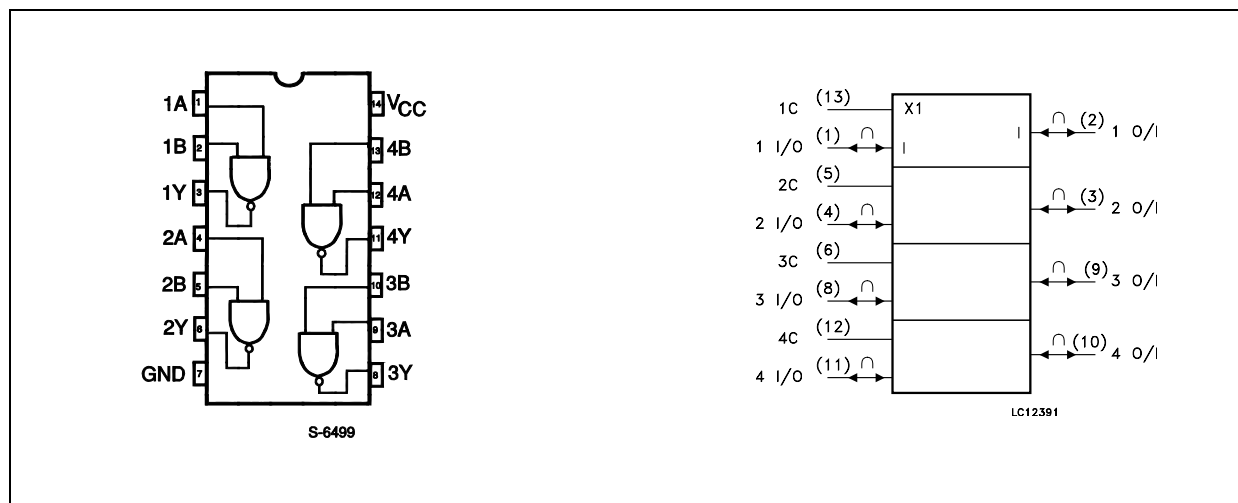 1A 1
1B 2
1Y 3
2A 4
2B 5
2Y 6
GND 7
14 VCC
13 4B
12 4A
11 4Y
10 3B
9 3A
8 3Y
S-6499
1C (13)
1 I/O (1) ∩
2C (5)
2 I/O (4) ∩
3C (6)
3 I/O (8) ∩
4C (12)
4 I/O (11) ∩
X1
I
I
∩ (2) 1 O/I
∩ (3) 2 O/I
∩ (9) 3 O/I
∩ (10) 4 O/I
LC12391